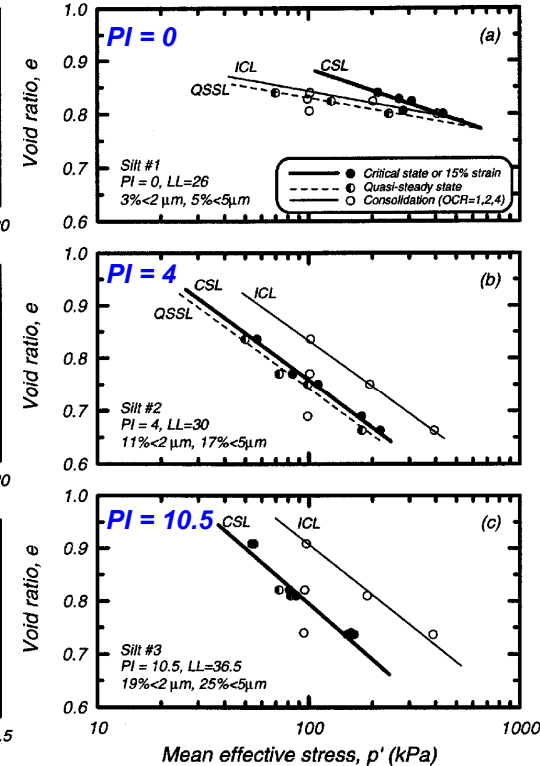 1.0
PI = 0
(a)
CSL
ICL
0.9
QSSL
Void ratio, e
0.8
Silt #1
PI = 0, LL=26
3%<2 μm, 5%<5μm
Critical state or 15% strain
Quasi-steady state
Consolidation (OCR=1,2,4)
0.7
0.6
0
1.0
PI = 4
(b)
CSL
ICL
QSSL
0.9
Void ratio, e
0.8
0.7
Silt #2
PI = 4, LL=30
11%<2 μm, 17%<5μm
0.6
0
1.0
PI = 10.5
CSL
ICL
(c)
0.9
Void ratio, e
0.8
0.7
Silt #3
PI = 10.5, LL=36.5
19%<2 μm, 25%<5μm
0.6
.5
10
100
1000
Mean effective stress, p' (kPa)